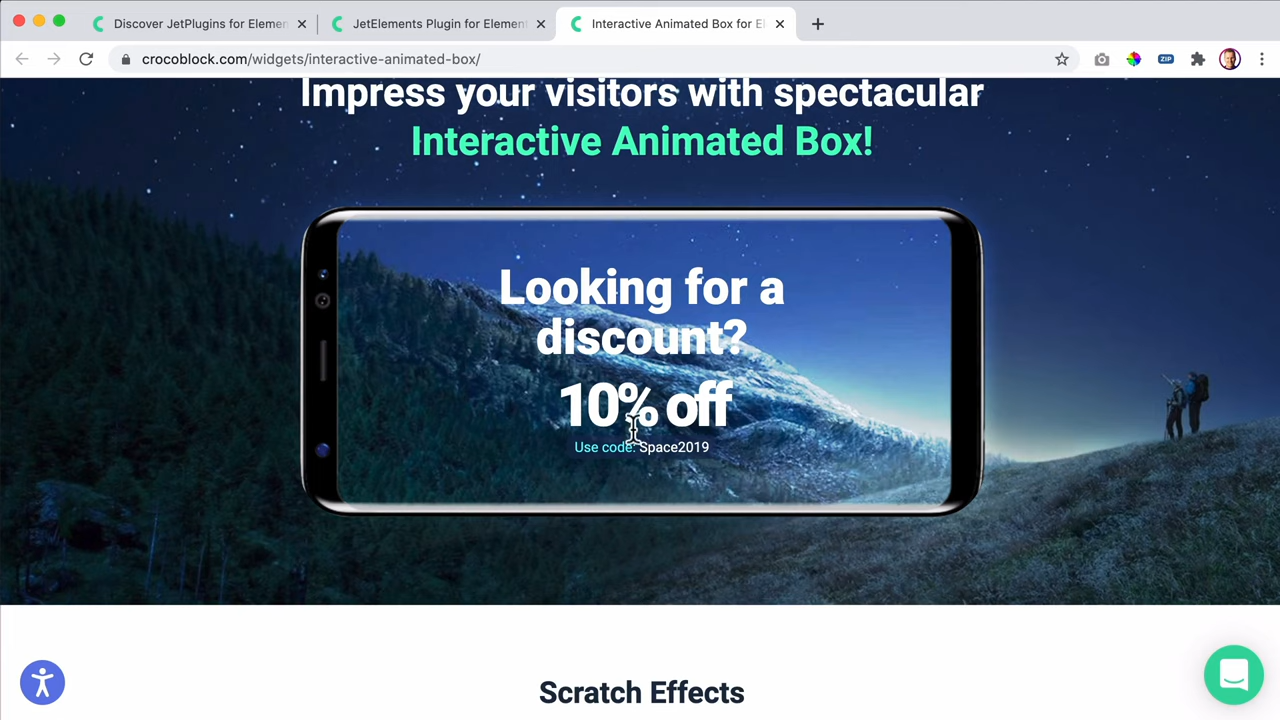 Discover JetPlugins for Elemen
JetElements Plugin for Element
Interactive Animated Box for El
crocoblock.com/widgets/interactive-animated-box/
ZIP
Impress your visitors with spectacular
Interactive Animated Box!
Looking for a
discount?
10% off
Use code: Space2019
Scratch Effects